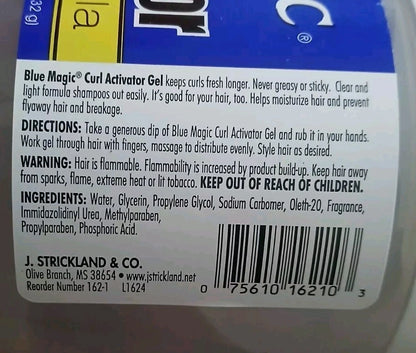 C®
or
la
32 g)
Blue Magic® Curl Activator Gel keeps curls fresh longer. Never greasy or sticky. Clear and
light formula shampoos out easily. It's good for your hair, too. Helps moisturize hair and prevent
flyaway hair and breakage.
DIRECTIONS: Take a generous dip of Blue Magic Curl Activator Gel and rub it in your hands.
Work gel through hair with fingers, massage to distribute evenly. Style hair as desired.
WARNING: Hair is flammable. Flammability is increased by product build-up. Keep hair away
from sparks, flame, extreme heat or lit tobacco. KEEP OUT OF REACH OF CHILDREN.
INGREDIENTS: Water, Glycerin, Propylene Glycol, Sodium Carbomer, Oleth-20, Fragrance,
Immidazolidinyl Urea, Methylparaben,
Propylparaben, Phosphoric Acid.
J. STRICKLAND & CO.
Olive Branch, MS 38654 • www.jstrickland.net
Reorder Number 162-1 L1624
0 75610 16210 3